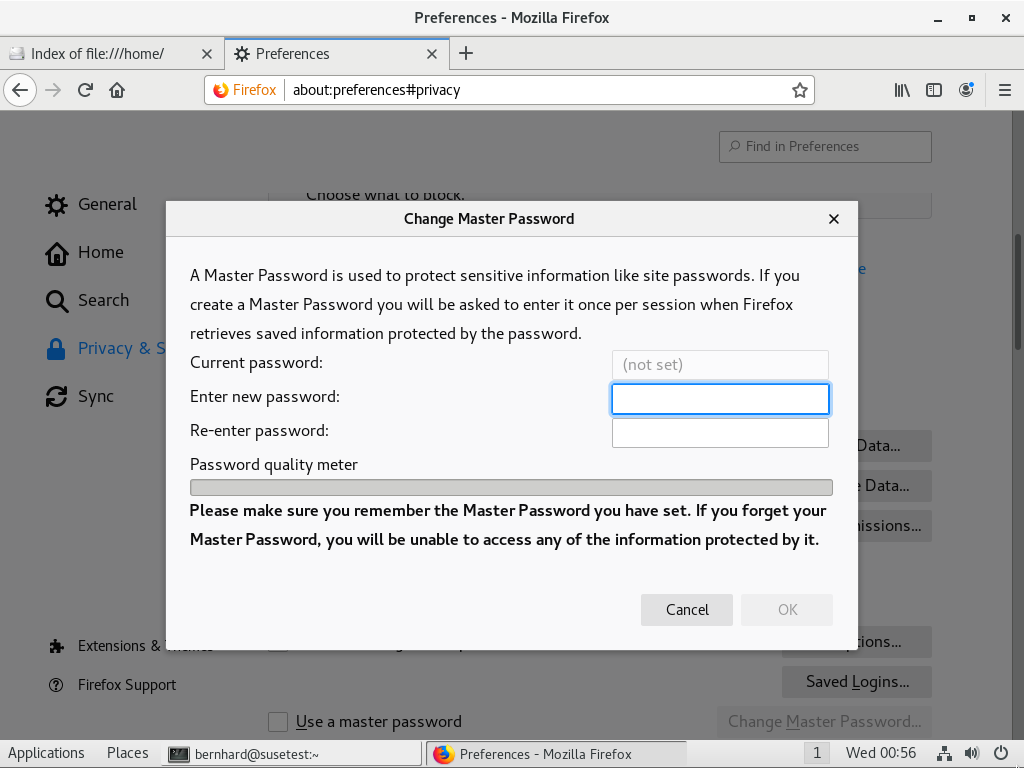 Preferences - Mozilla Firefox
Index of file:///home/
Preferences
Firefox
about:preferences#privacy
Find in Preferences
Choose what to block.
General
Home
Search
Privacy & S
Sync
Extensions &
Firefox Support
Change Master Password
A Master Password is used to protect sensitive information like site passwords. If you
create a Master Password you will be asked to enter it once per session when Firefox
retrieves saved information protected by the password.
Current password:
(not set)
Enter new password:
Re-enter password:
Password quality meter
Please make sure you remember the Master Password you have set. If you forget your
Master Password, you will be unable to access any of the information protected by it.
Cancel
OK
e
Data...
e Data...
missions...
tions...
Saved Logins...
Use a master password
Change Master Password...
Applications
Places
bernhard@susetest:~
Preferences - Mozilla Firefox
1
Wed 00:56